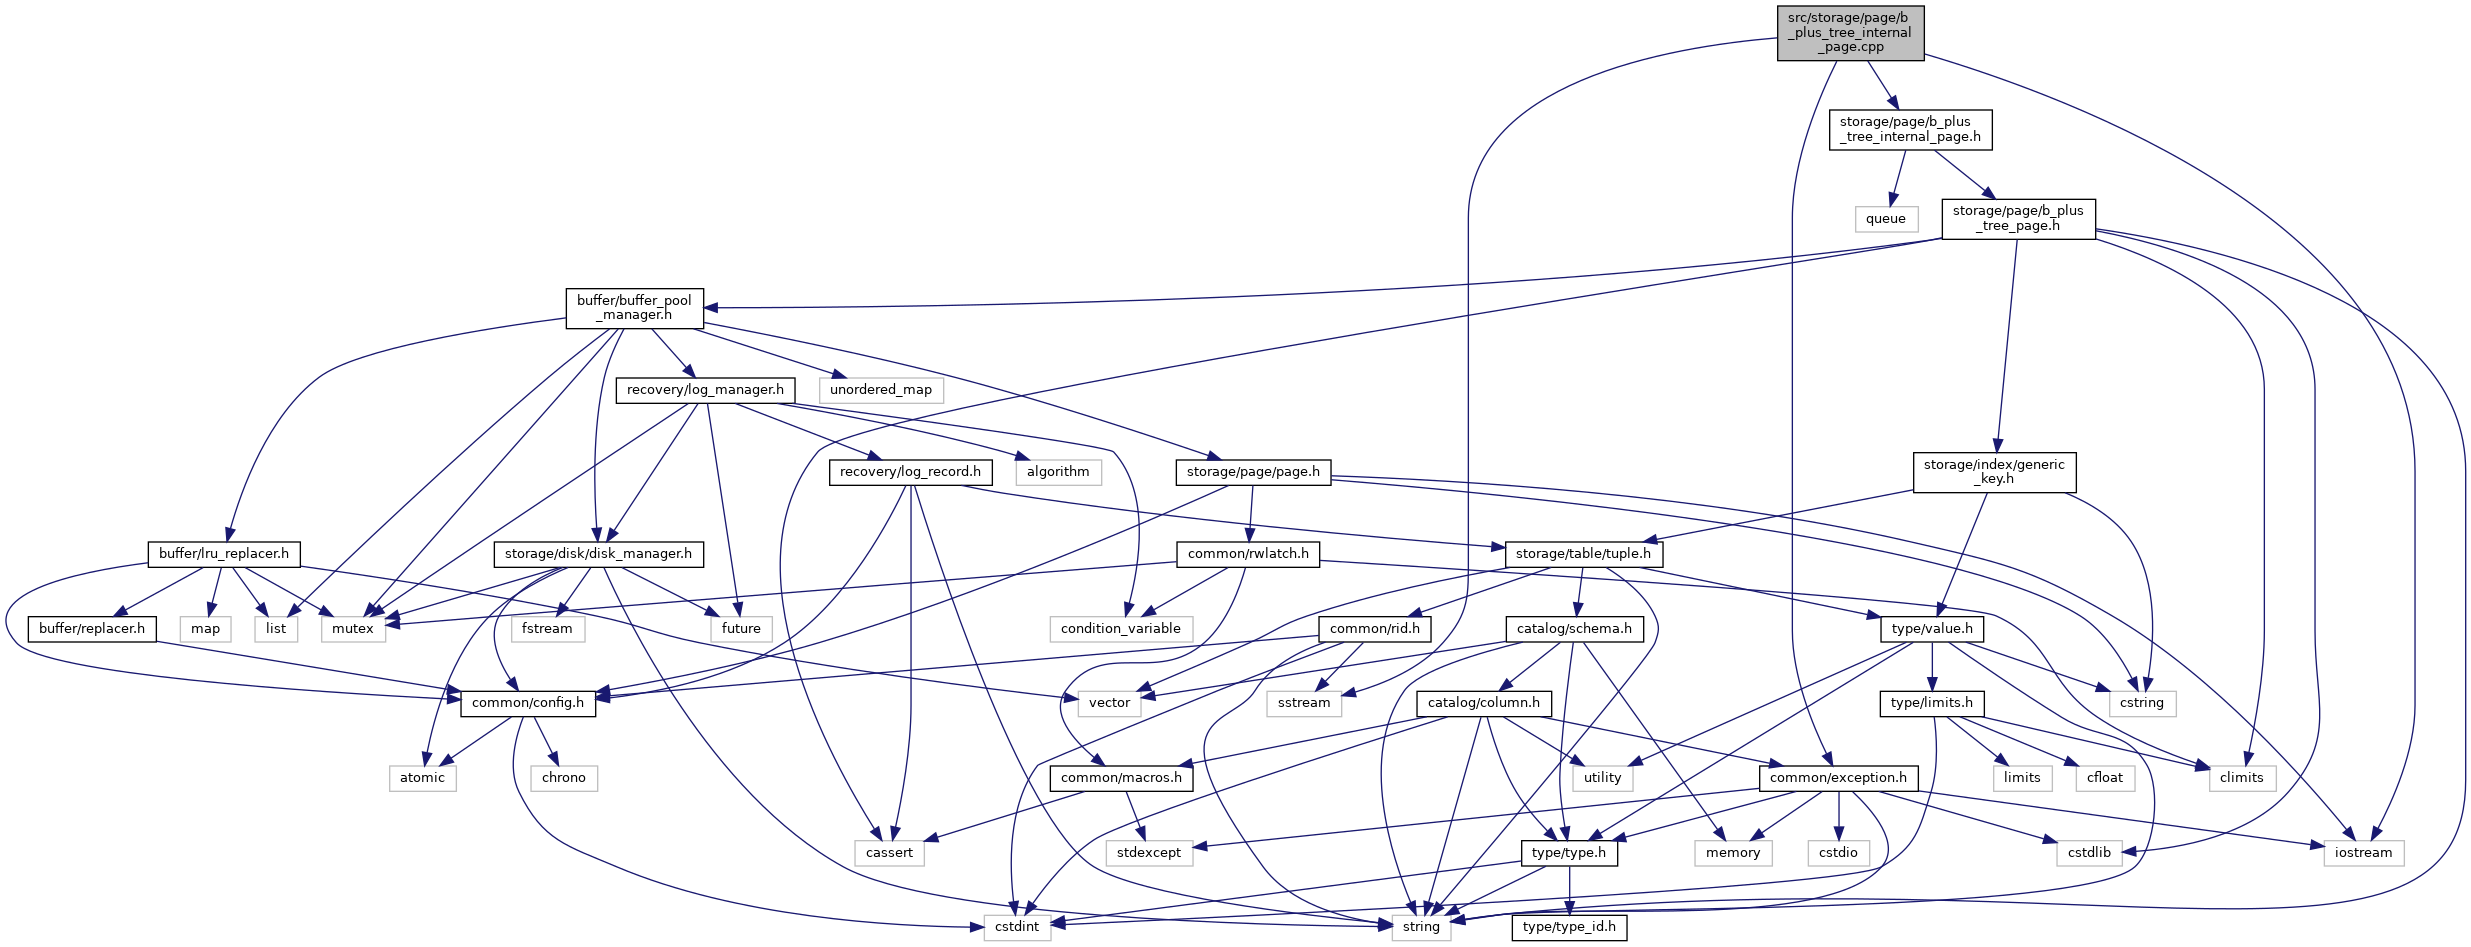 src/storage/page/b
_plus_tree_internal
_page.cpp
storage/page/b_plus
_tree_internal_page.h
queue
storage/page/b_plus
_tree_page.h
buffer/buffer_pool
_manager.h
recovery/log_manager.h
unordered_map
recovery/log_record.h
algorithm
storage/page/page.h
storage/index/generic
_key.h
buffer/lru_replacer.h
storage/disk/disk_manager.h
common/rwlatch.h
storage/table/tuple.h
buffer/replacer.h
map
list
mutex
fstream
future
condition_variable
common/rid.h
catalog/schema.h
type/value.h
common/config.h
vector
sstream
catalog/column.h
type/limits.h
cstring
atomic
chrono
common/macros.h
utility
common/exception.h
limits
cfloat
climits
cassert
stdexcept
type/type.h
memory
cstdio
cstdlib
iostream
cstdint
string
type/type_id.h